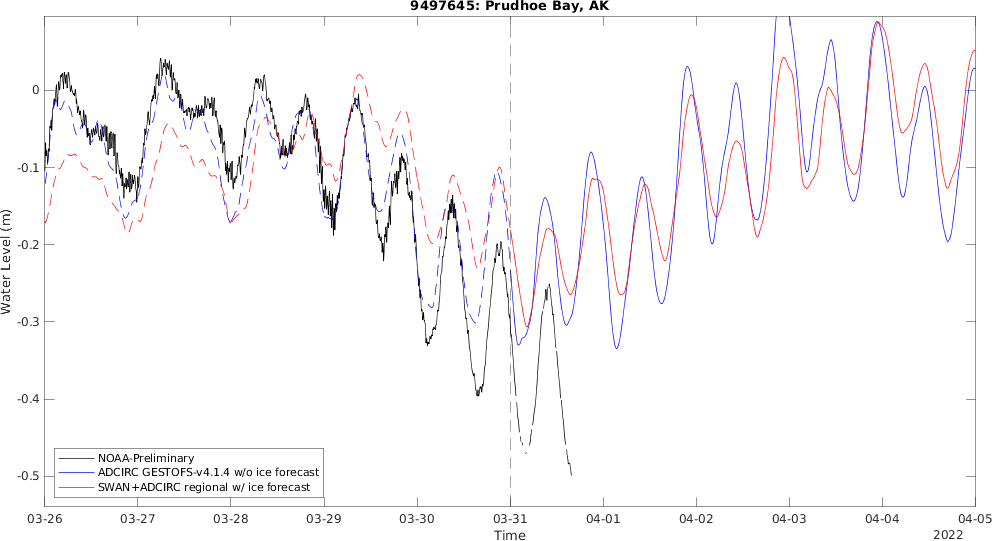 9497645: Prudhoe Bay, AK
0
-0.1
-0.2
-0.3
-0.4
-0.5
Water Level (m)
NOAA-Preliminary
ADCIRC GESTOFS-v4.1.4 w/o ice forecast
SWAN+ADCIRC regional w/ ice forecast
03-26 03-27 03-28 03-29 03-30 03-31 04-01 04-02 04-03 04-04 04-05
Time
2022